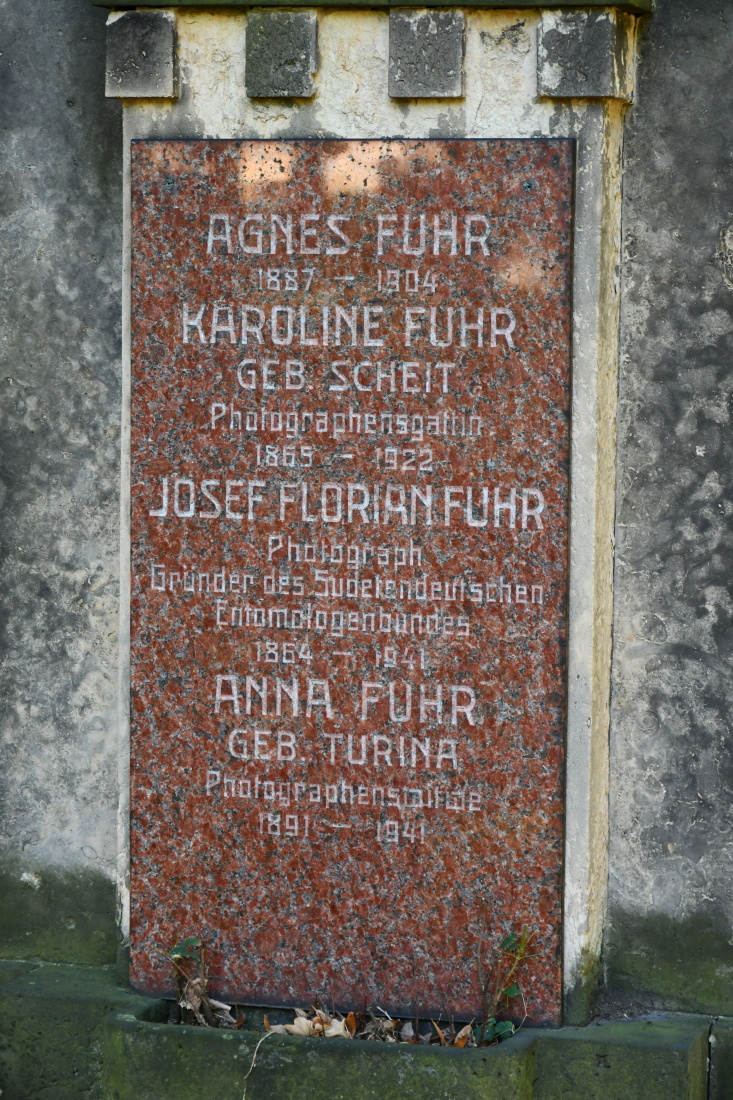 AGNES FUHR
1887 – 1904
KAROLINE FUHR
GEB. SCHEIT
Photographensgattin
1865 – 1922
JOSEF FLORIAN FUHR
Photograph
Gründer des Sudetendeutschen
Entomologenbundes
1864 – 1941
ANNA FUHR
GEB. TURINA
1891 – 1941